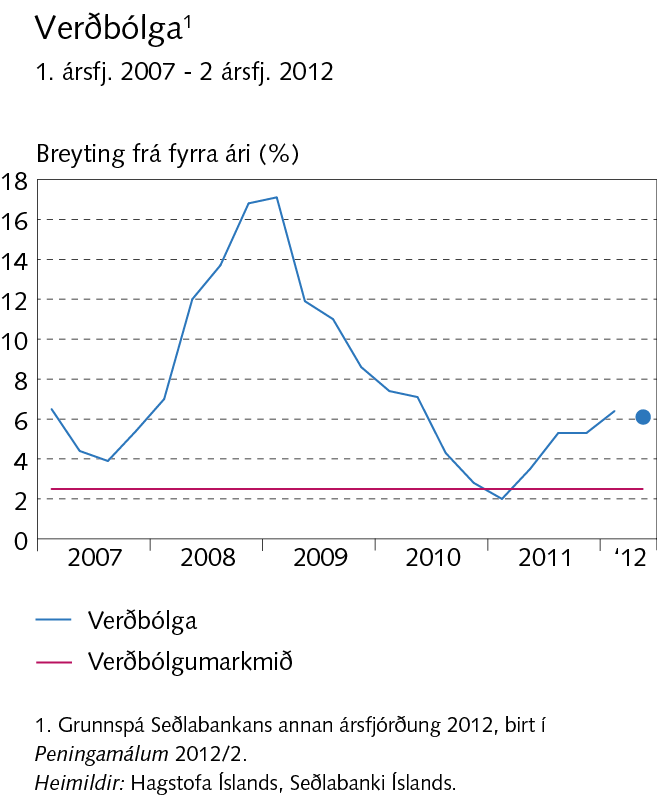 Verðbólga¹
1. ársfj. 2007 - 2 ársfj. 2012
Breyting frá fyrra ári (%)
18
16
14
12
10
8
6
4
2
0
2007 2008 2009 2010 2011 ‘12
Verðbólga
Verðbólgumarkmið
1. Grunnspá Seðlabankans annan ársfjórðung 2012, birt í
Peningamálum 2012/2.
Heimildir: Hagstofa Íslands, Seðlabanki Íslands.